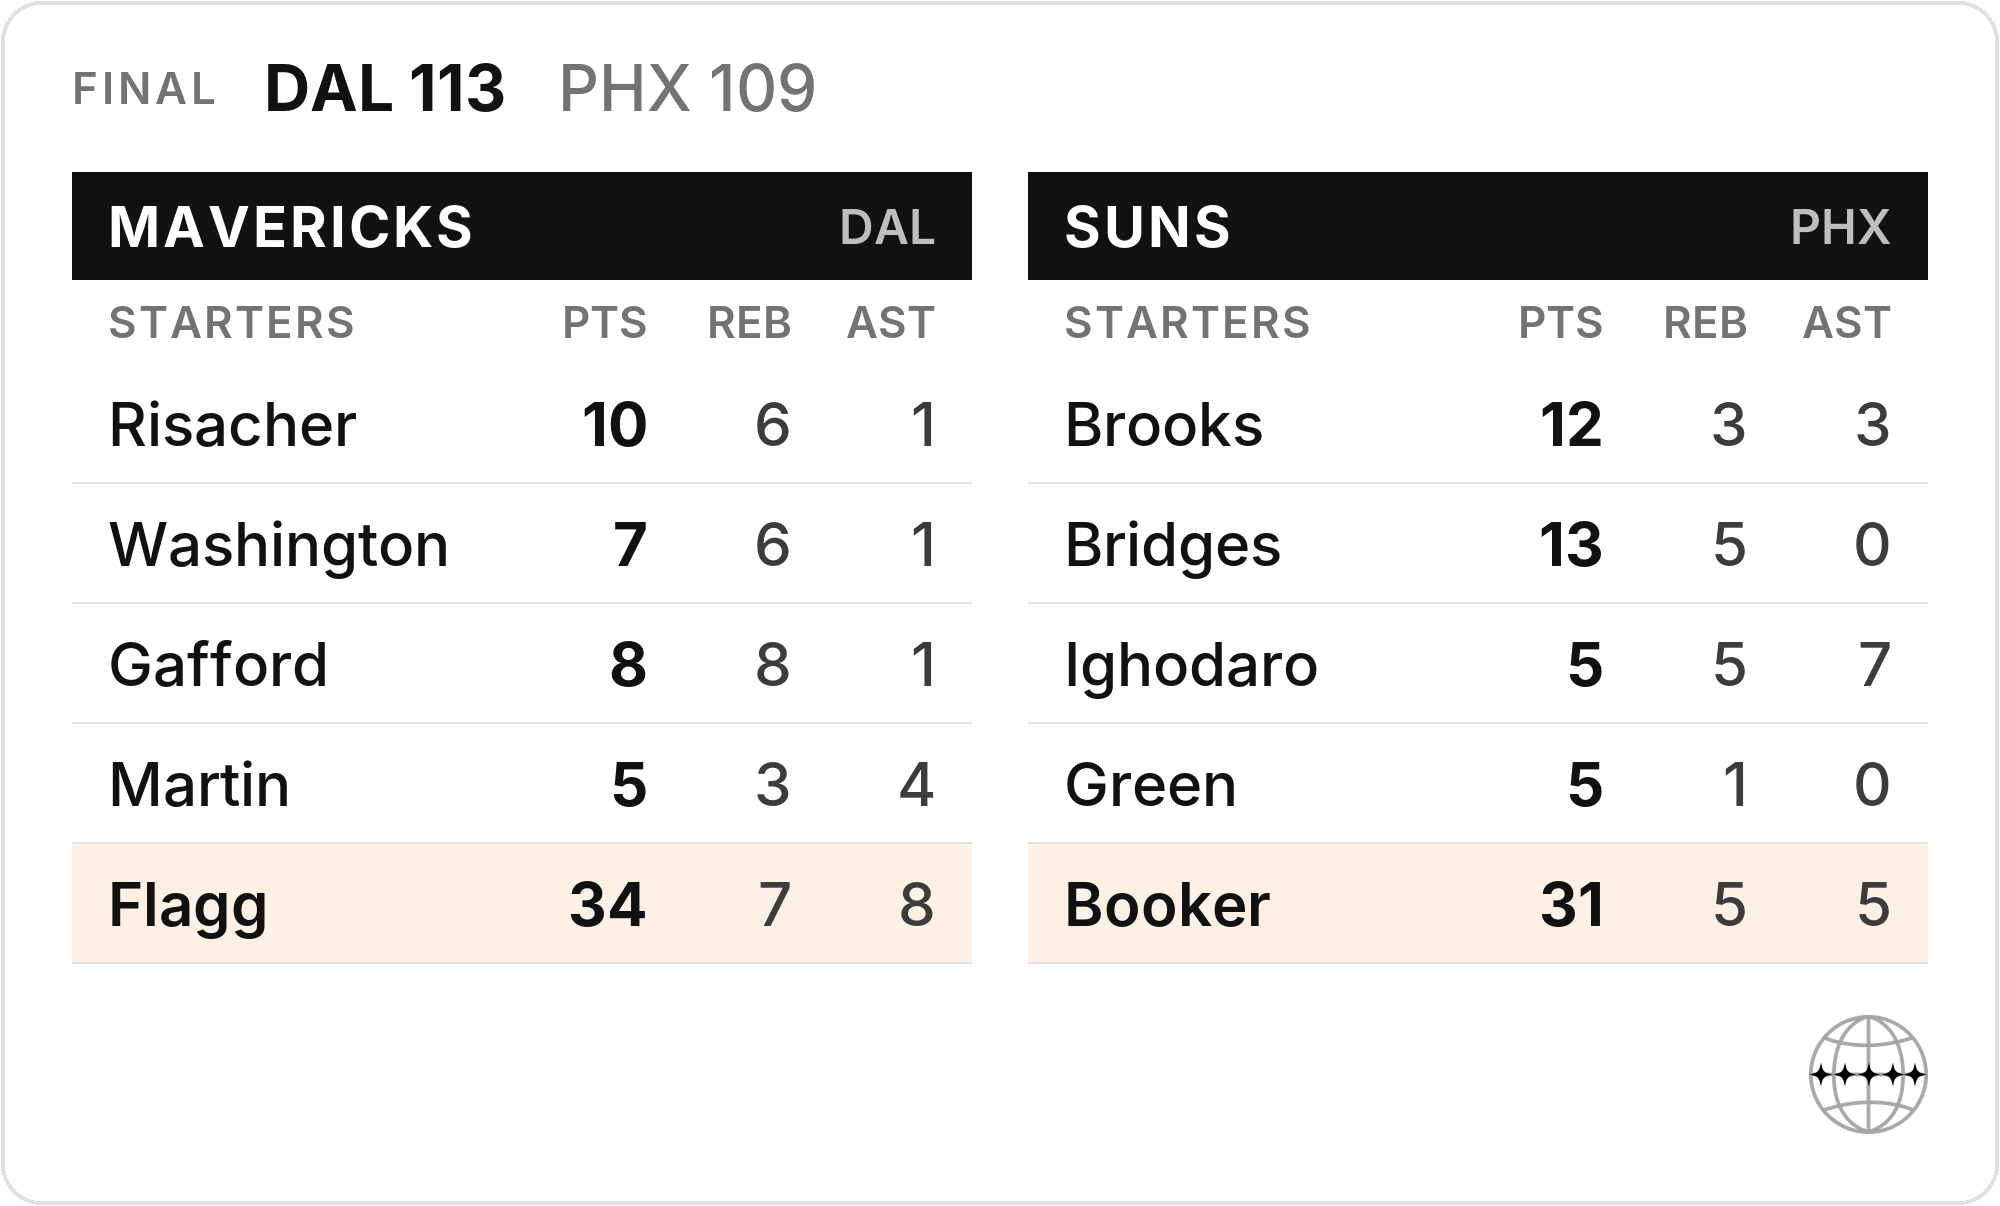 FINAL DAL 113 PHX 109
MAVERICKS DAL
STARTERS PTS REB AST
Risacher 10 6 1
Washington 7 6 1
Gafford 8 8 1
Martin 5 3 4
Flagg 34 7 8
SUNS PHX
STARTERS PTS REB AST
Brooks 12 3 3
Bridges 13 5 0
Ighodaro 5 5 7
Green 5 1 0
Booker 31 5 5